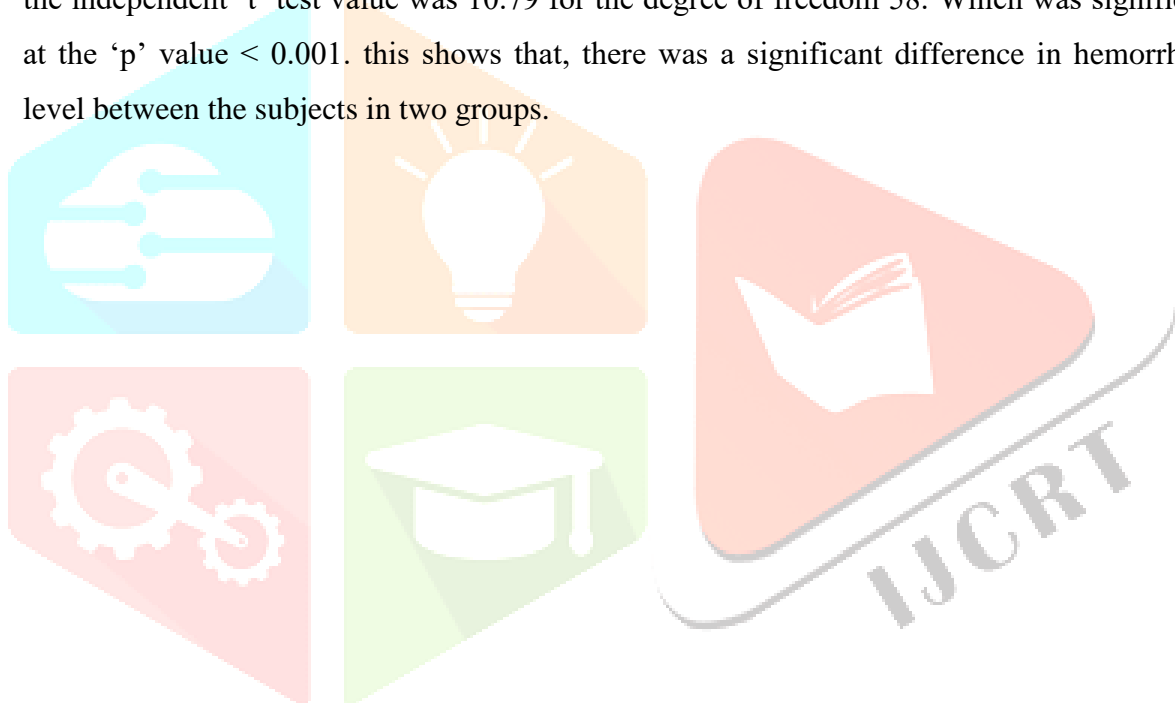 the independent 't' test value was 10.79 for the degree of freedom 58. Which was signifi
at the ‘p’ value < 0.001. this shows that, there was a significant difference in hemorrh
level between the subjects in two groups.
IJCRT